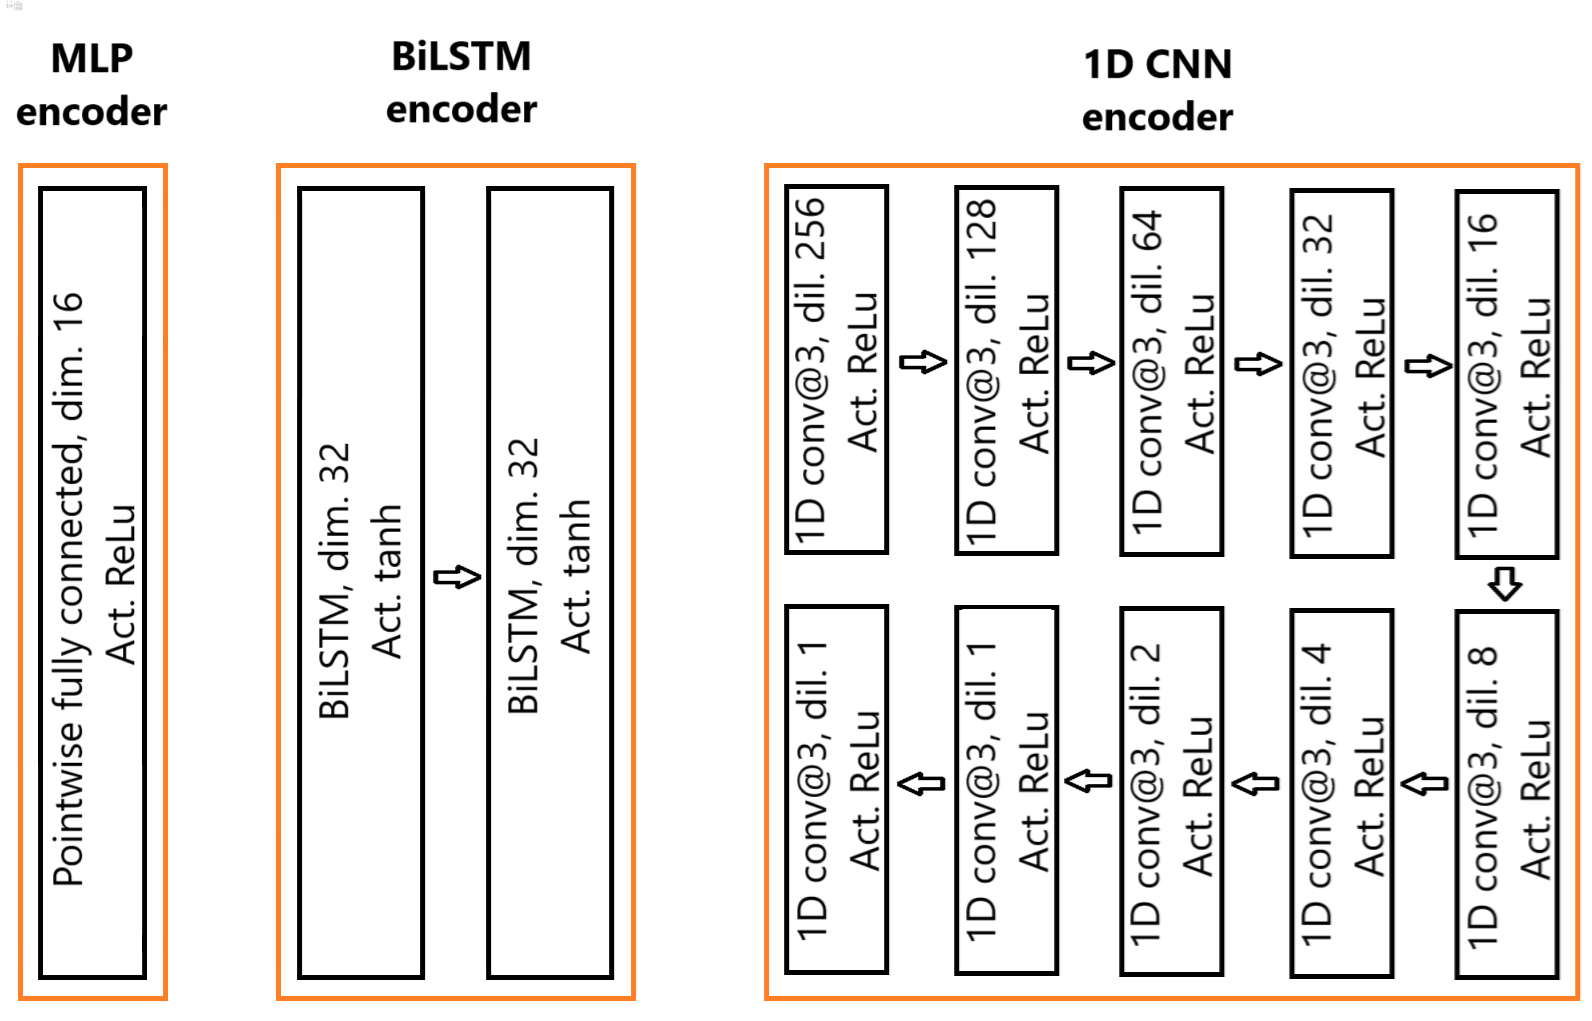 MLP
encoder
Pointwise fully connected, dim. 16
Act. ReLu
BiLSTM
encoder
BiLSTM, dim. 32
Act. tanh
BiLSTM, dim. 32
Act. tanh
1D CNN
encoder
1D conv@3, dil. 256
Act. ReLu
1D conv@3, dil. 128
Act. ReLu
1D conv@3, dil. 64
Act. ReLu
1D conv@3, dil. 32
Act. ReLu
1D conv@3, dil. 16
Act. ReLu
1D conv@3, dil. 8
Act. ReLu
1D conv@3, dil. 4
Act. ReLu
1D conv@3, dil. 2
Act. ReLu
1D conv@3, dil. 1
Act. ReLu
1D conv@3, dil. 1
Act. ReLu